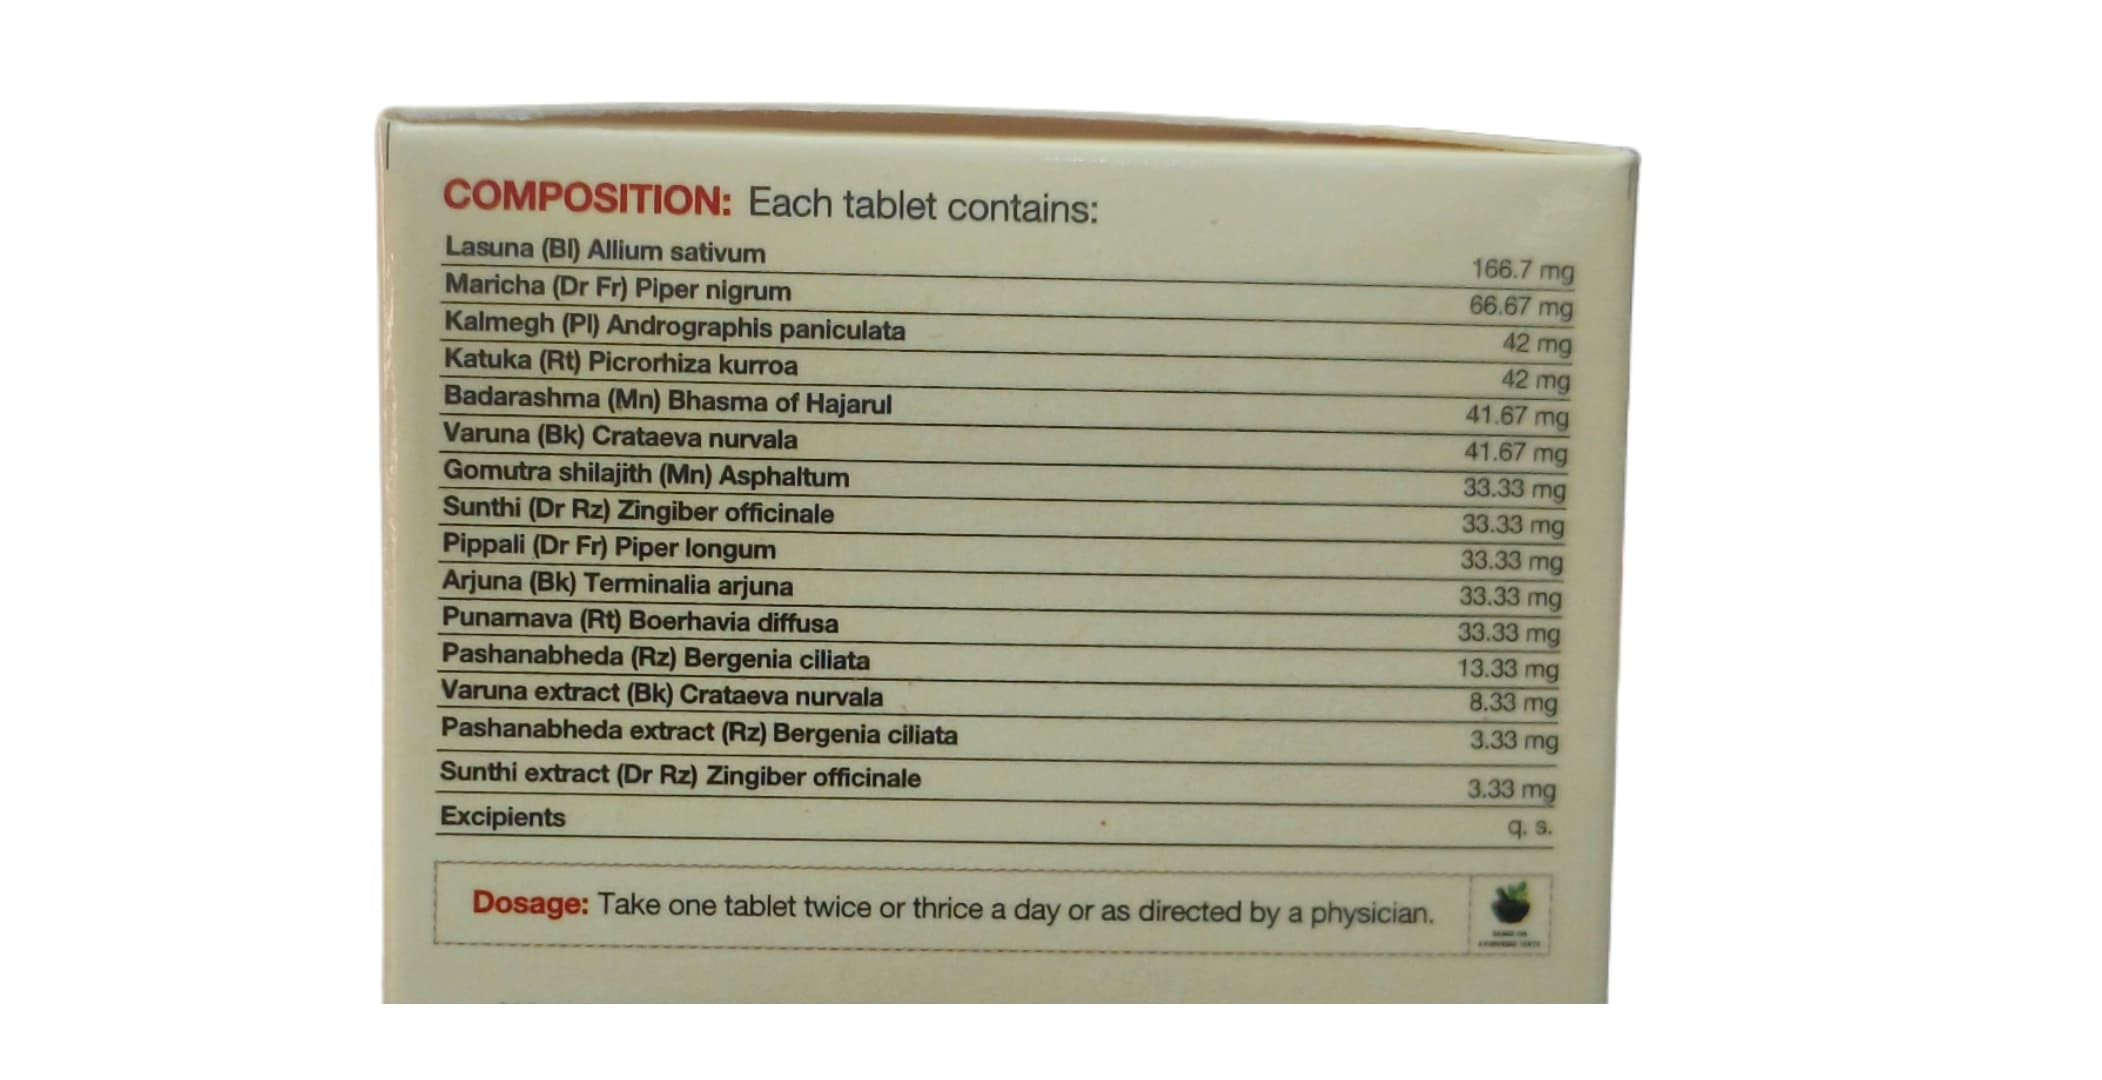 COMPOSITION: Each tablet contains:
Lasuna (Bl) Allium sativum 166.7 mg
Maricha (Dr Fr) Piper nigrum 66.67 mg
Kalmegh (Pl) Andrographis paniculata 42 mg
Katuka (Rt) Picrorhiza kurroa 42 mg
Badarashma (Mn) Bhasma of Hajarul 41.67 mg
Varuna (Bk) Crataeva nurvala 41.67 mg
Gomutra shilajith (Mn) Asphaltum 33.33 mg
Sunthi (Dr Rz) Zingiber officinale 33.33 mg
Pippali (Dr Fr) Piper longum 33.33 mg
Arjuna (Bk) Terminalia arjuna 33.33 mg
Punarnava (Rt) Boerhavia diffusa 33.33 mg
Pashanabheda (Rz) Bergenia ciliata 13.33 mg
Varuna extract (Bk) Crataeva nurvala 8.33 mg
Pashanabheda extract (Rz) Bergenia ciliata 3.33 mg
Sunthi extract (Dr Rz) Zingiber officinale 3.33 mg
Excipients q. s.
Dosage: Take one tablet twice or thrice a day or as directed by a physician.